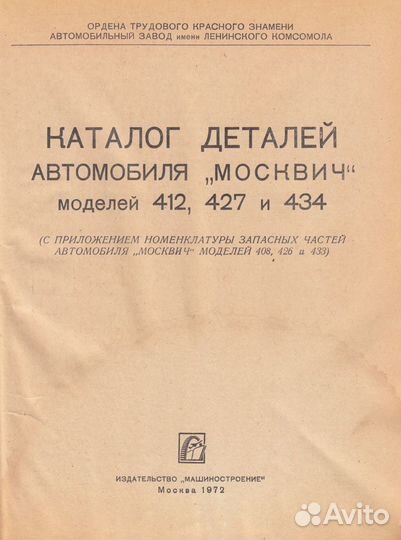 ОРДЕНА ТРУДОВОГО КРАСНОГО ЗНАМЕНИ
АВТОМОБИЛЬНЫЙ ЗАВОД имени ЛЕНИНСКОГО КОМСОМОЛА
КАТАЛОГ ДЕТАЛЕЙ
АВТОМОБИЛЯ „МОСКВИЧ“
моделей 412, 427 и 434
(С ПРИЛОЖЕНИЕМ НОМЕНКЛАТУРЫ ЗАПАСНЫХ ЧАСТЕЙ
АВТОМОБИЛЯ „МОСКВИЧ“ МОДЕЛЕЙ 408, 426 и 433)
ИЗДАТЕЛЬСТВО „МАШИНОСТРОЕНИЕ“
Москва 1972
Avito